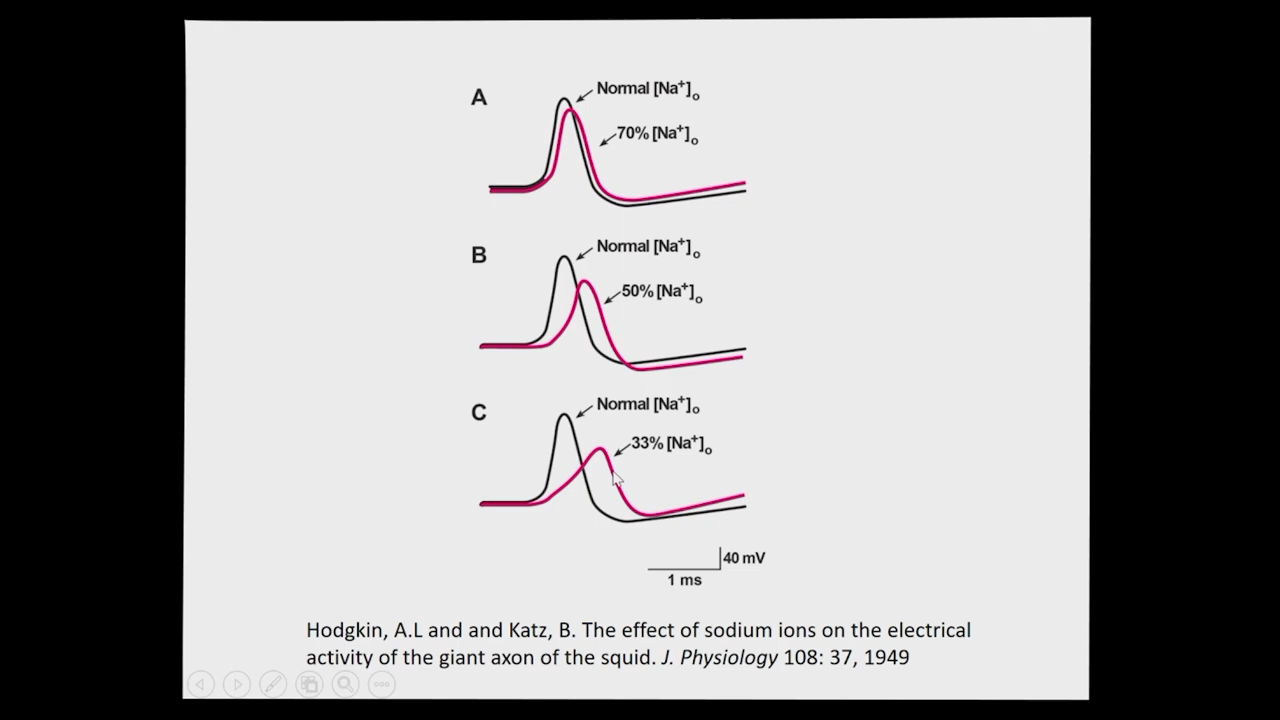 A
Normal [Na⁺]ₒ
70% [Na⁺]ₒ
B
Normal [Na⁺]ₒ
50% [Na⁺]ₒ
C
Normal [Na⁺]ₒ
33% [Na⁺]ₒ
40 mV
1 ms
Hodgkin, A.L and and Katz, B. The effect of sodium ions on the electrical
activity of the giant axon of the squid. J. Physiology 108: 37, 1949